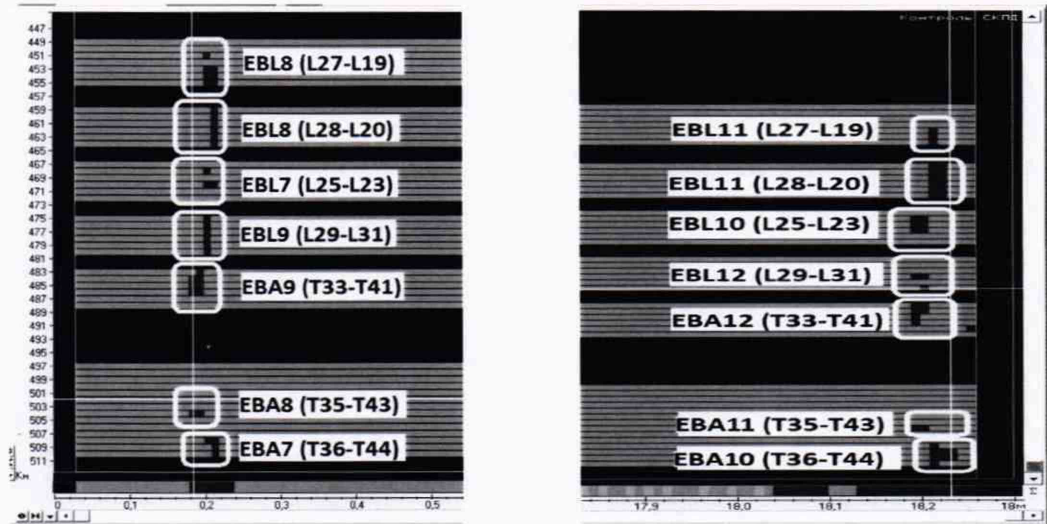 Контроль СКПД
447
449
451
453
455
457
459
461
463
465
467
469
471
473
475
477
479
481
483
485
487
489
491
493
495
497
499
501
503
505
507
509
511
EBL8 (L27-L19)
EBL8 (L28-L20)
EBL7 (L25-L23)
EBL9 (L29-L31)
EBA9 (T33-T41)
EBA8 (T35-T43)
EBA7 (T36-T44)
0 0,1 0,2 0,3 0,4 0,5
EBL11 (L27-L19)
EBL11 (L28-L20)
EBL10 (L25-L23)
EBL12 (L29-L31)
EBA12 (T33-T41)
EBA11 (T35-T43)
EBA10 (T36-T44)
17,9 18,0 18,2 18м